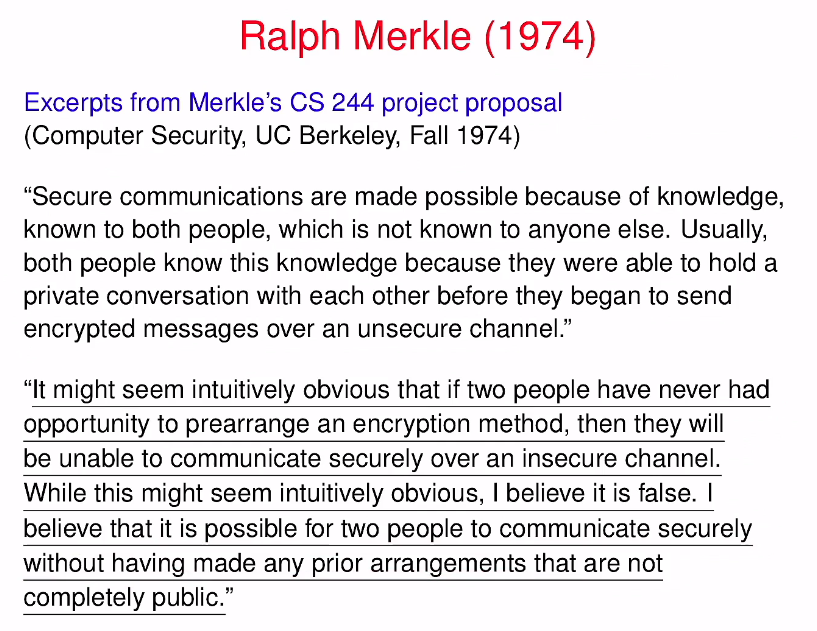 Ralph Merkle (1974)
Excerpts from Merkle’s CS 244 project proposal
(Computer Security, UC Berkeley, Fall 1974)
“Secure communications are made possible because of knowledge,
known to both people, which is not known to anyone else. Usually,
both people know this knowledge because they were able to hold a
private conversation with each other before they began to send
encrypted messages over an unsecure channel.”
“It might seem intuitively obvious that if two people have never had
opportunity to prearrange an encryption method, then they will
be unable to communicate securely over an insecure channel.
While this might seem intuitively obvious, I believe it is false. I
believe that it is possible for two people to communicate securely
without having made any prior arrangements that are not
completely public.”